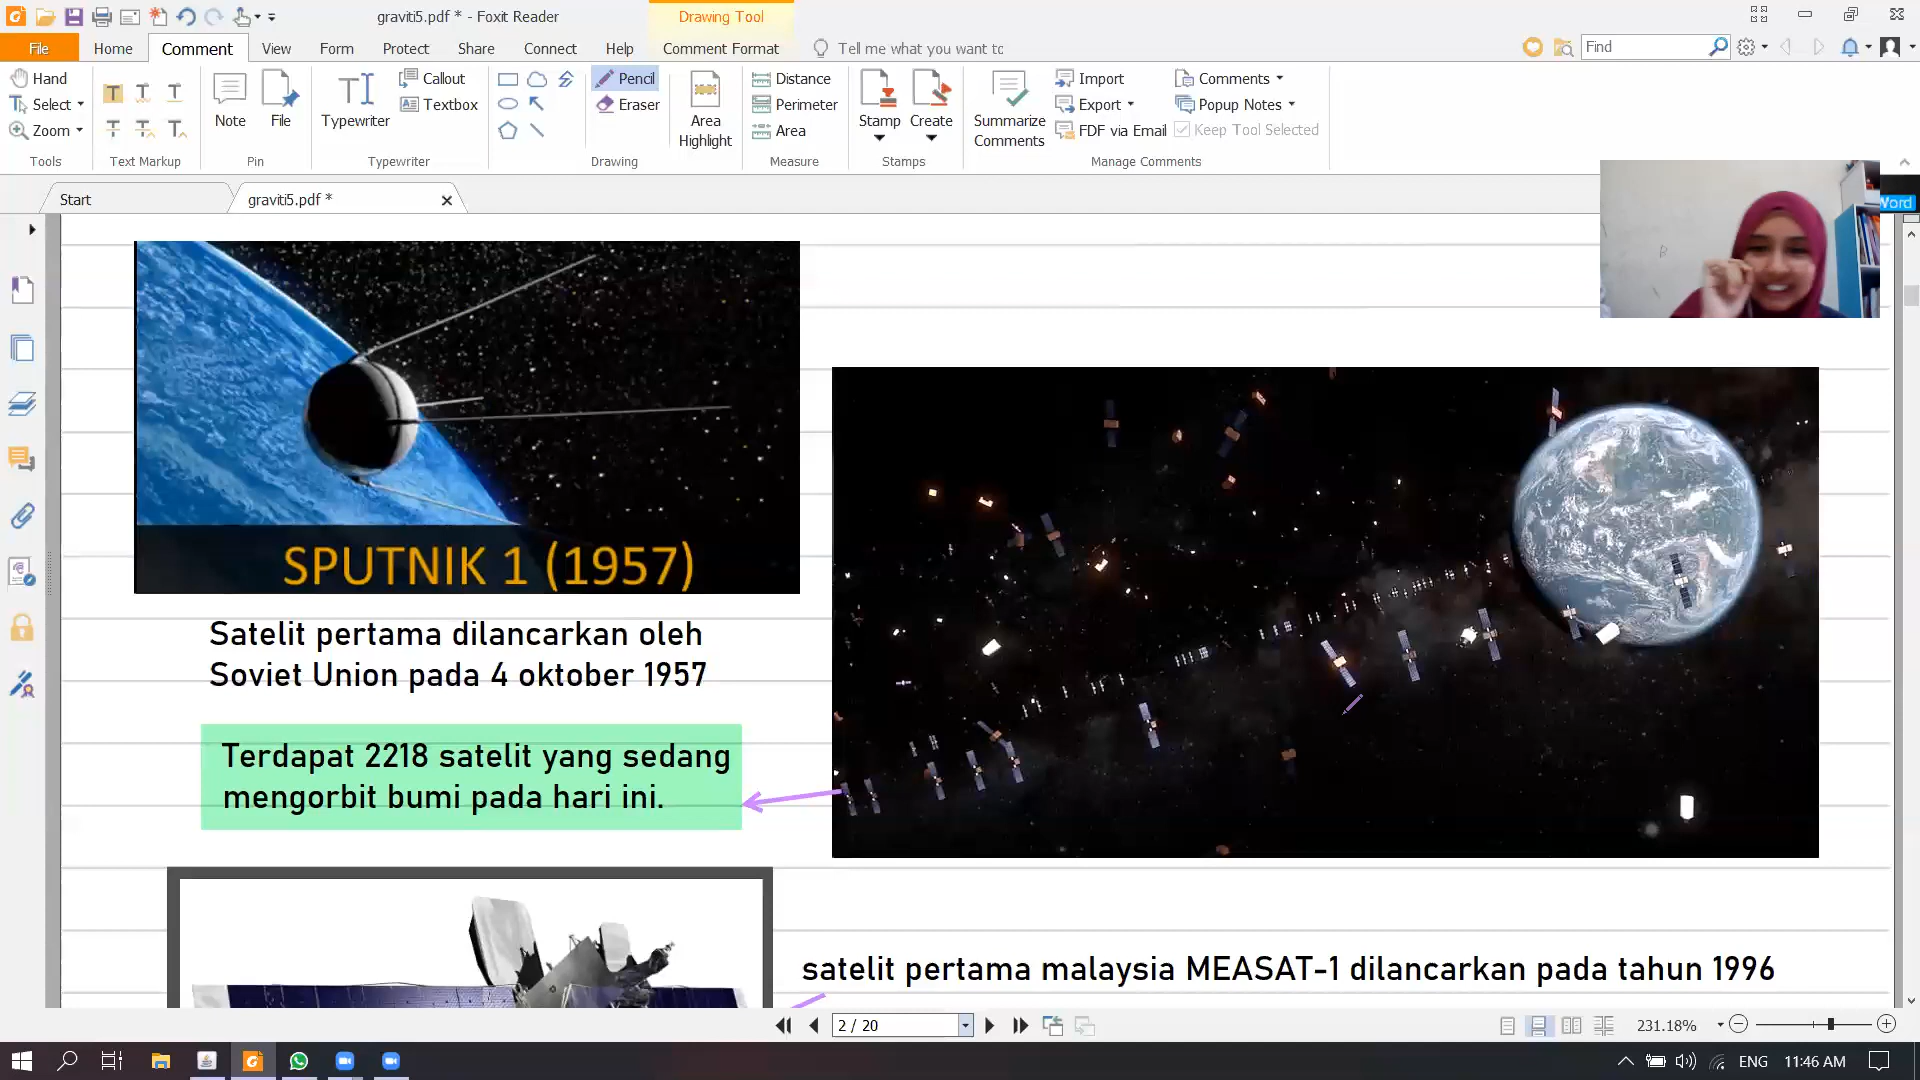 graviti5.pdf * - Foxit Reader
Drawing Tool
File
Home
Comment
View
Form
Protect
Share
Connect
Help
Comment Format
Tell me what you want to
Find
Hand
Select
Zoom
Tools
Text Markup
Note
File
Pin
Typewriter
Callout
Textbox
Typewriter
Pencil
Eraser
Drawing
Area
Highlight
Distance
Perimeter
Area
Measure
Stamp
Create
Stamps
Summarize
Comments
Import
Export
FDF via Email
Comments
Popup Notes
Keep Tool Selected
Manage Comments
Start
graviti5.pdf *
Word
SPUTNIK 1 (1957)
Satelit pertama dilancarkan oleh
Soviet Union pada 4 oktober 1957
Terdapat 2218 satelit yang sedang
mengorbit bumi pada hari ini.
satelit pertama malaysia MEASAT-1 dilancarkan pada tahun 1996
2 / 20
231.18%
ENG
11:46 AM